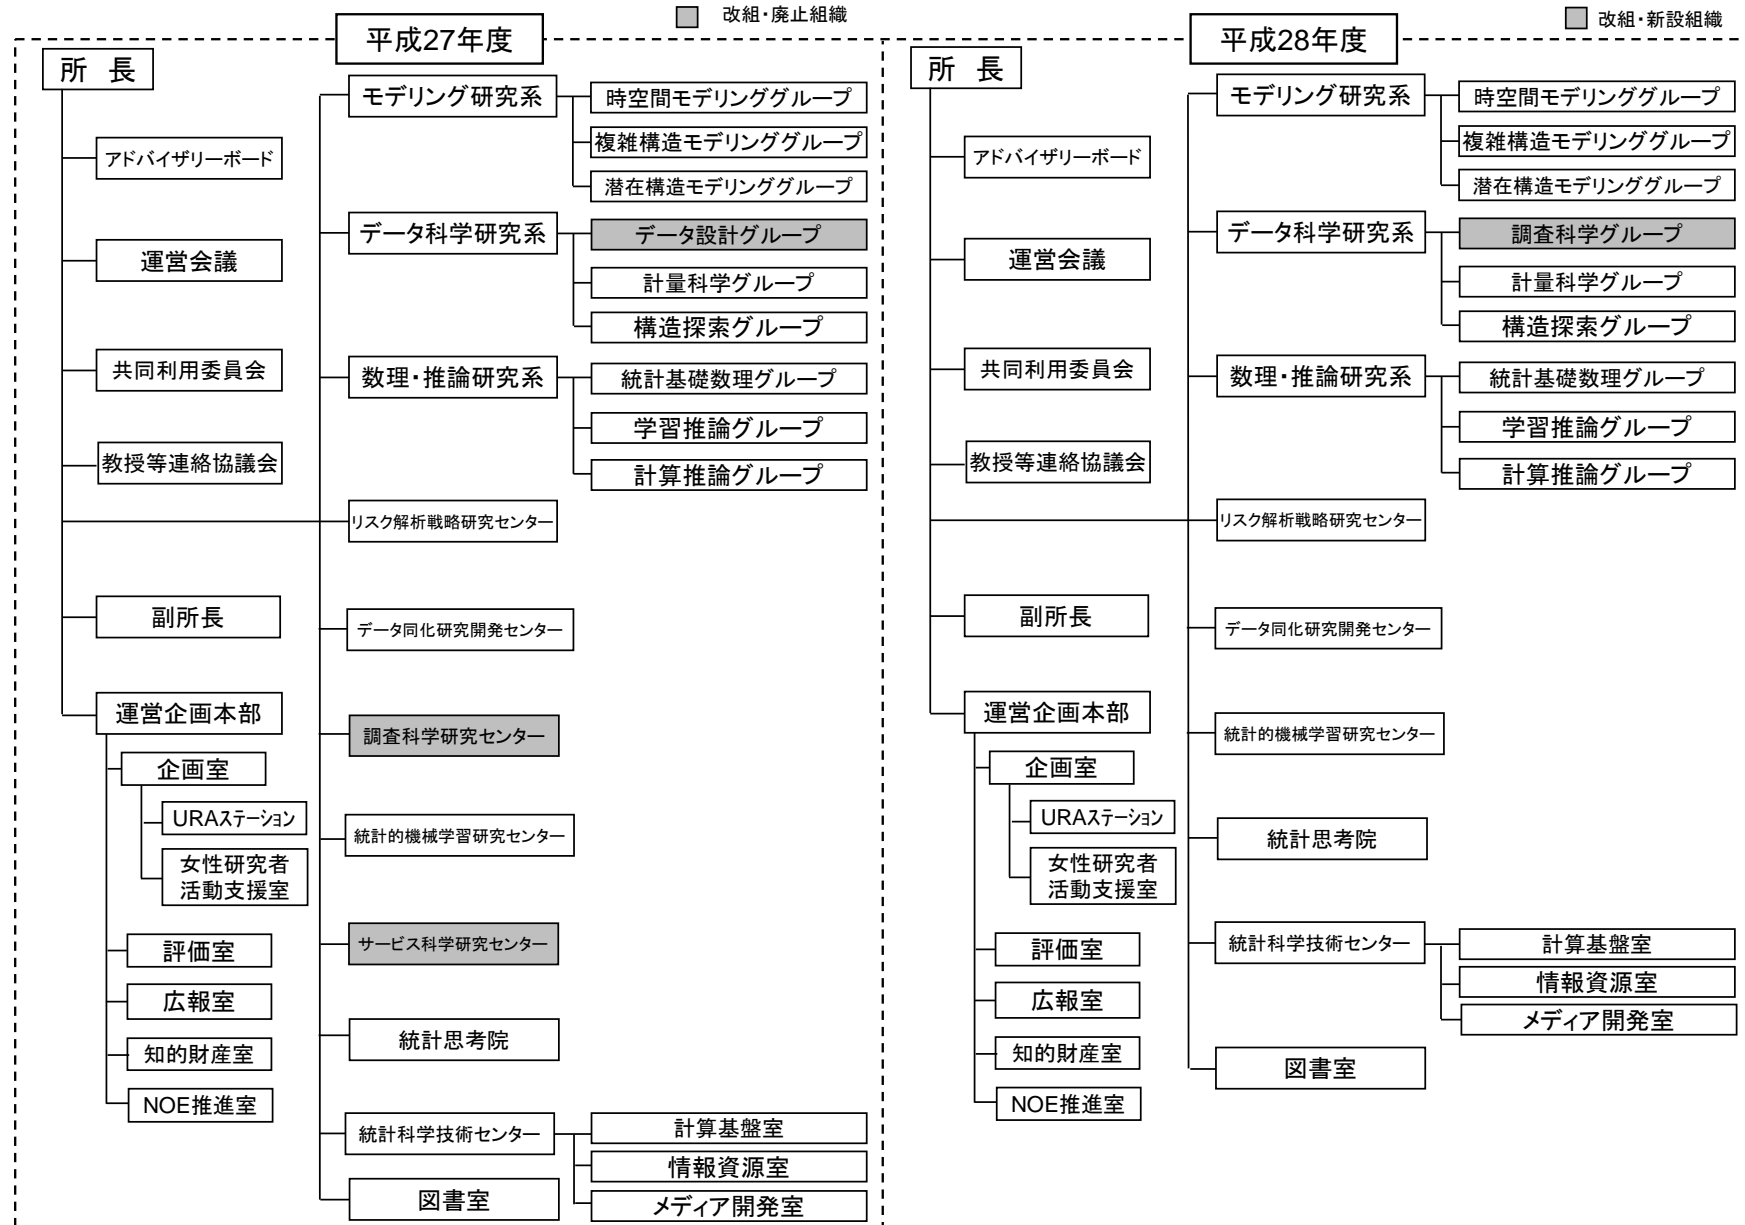 改組・廃止組織
平成27年度
所 長
アドバイザリーボード
運営会議
共同利用委員会
教授等連絡協議会
副所長
運営企画本部
企画室
URAステーション
女性研究者
活動支援室
評価室
広報室
知的財産室
NOE推進室
モデリング研究系
時空間モデリンググループ
複雑構造モデリンググループ
潜在構造モデリンググループ
データ科学研究系
データ設計グループ
計量科学グループ
構造探索グループ
数理・推論研究系
統計基礎数理グループ
学習推論グループ
計算推論グループ
リスク解析戦略研究センター
データ同化研究開発センター
調査科学研究センター
統計的機械学習研究センター
サービス科学研究センター
統計思考院
統計科学技術センター
計算基盤室
情報資源室
メディア開発室
図書室
改組・新設組織
平成28年度
所 長
アドバイザリーボード
運営会議
共同利用委員会
教授等連絡協議会
副所長
運営企画本部
企画室
URAステーション
女性研究者
活動支援室
評価室
広報室
知的財産室
NOE推進室
モデリング研究系
時空間モデリンググループ
複雑構造モデリンググループ
潜在構造モデリンググループ
データ科学研究系
調査科学グループ
計量科学グループ
構造探索グループ
数理・推論研究系
統計基礎数理グループ
学習推論グループ
計算推論グループ
リスク解析戦略研究センター
データ同化研究開発センター
統計的機械学習研究センター
統計思考院
統計科学技術センター
計算基盤室
情報資源室
メディア開発室
図書室